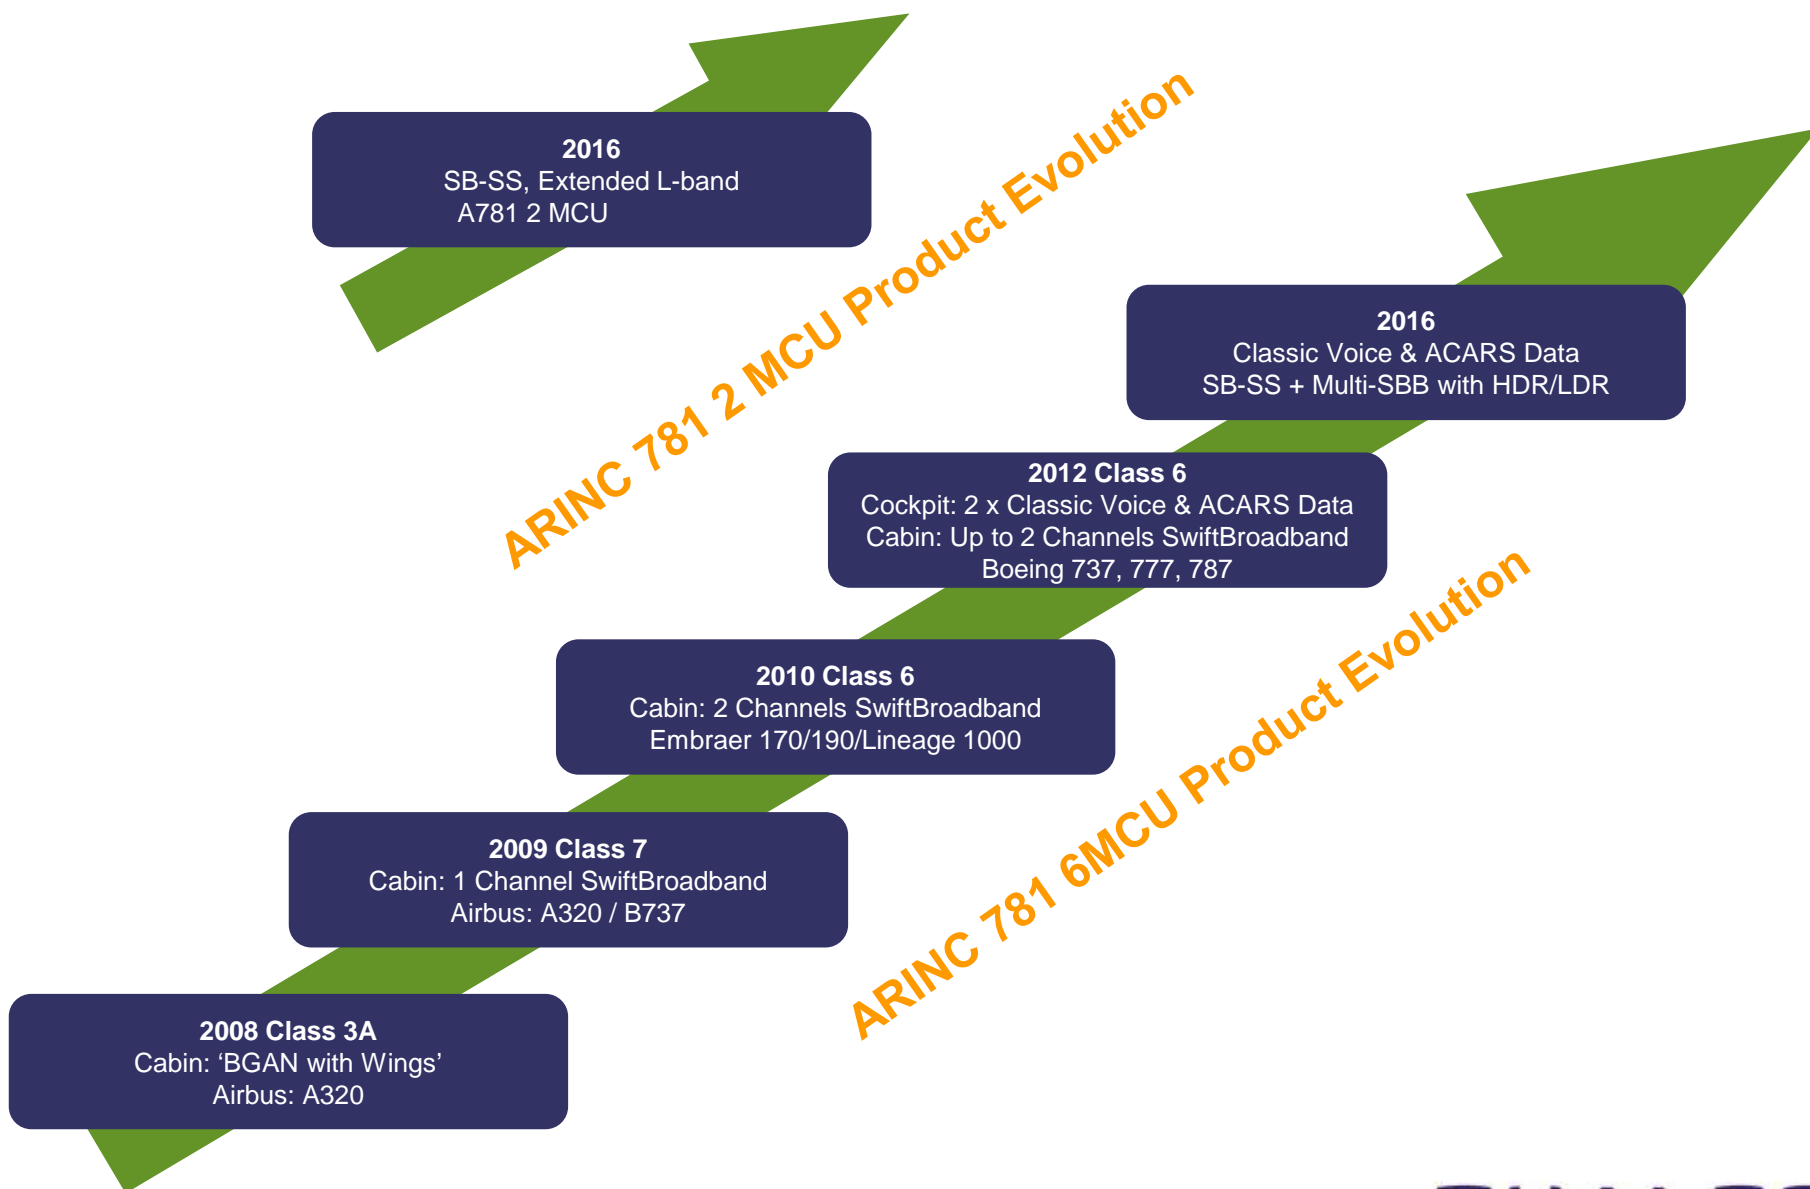 2016
SB-SS, Extended L-band
A781 2 MCU
ARINC 781 2 MCU Product Evolution
2016
Classic Voice & ACARS Data
SB-SS + Multi-SBB with HDR/LDR
2012 Class 6
Cockpit: 2 x Classic Voice & ACARS Data
Cabin: Up to 2 Channels SwiftBroadband
Boeing 737, 777, 787
2010 Class 6
Cabin: 2 Channels SwiftBroadband
Embraer 170/190/Lineage 1000
ARINC 781 6MCU Product Evolution
2009 Class 7
Cabin: 1 Channel SwiftBroadband
Airbus: A320 / B737
2008 Class 3A
Cabin: ‘BGAN with Wings’
Airbus: A320